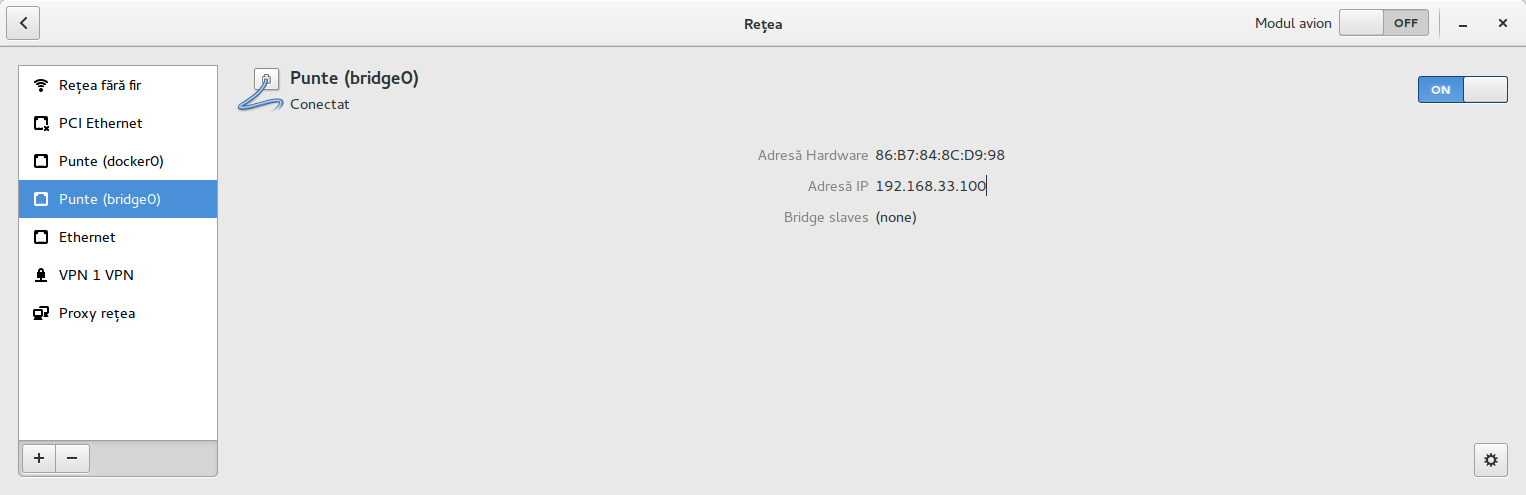 Rețea
Modul avion OFF
Rețea fără fir
PCI Ethernet
Punte (docker0)
Punte (bridge0)
Ethernet
VPN 1 VPN
Proxy rețea
Punte (bridge0)
Conectat
ON
Adresă Hardware 86:B7:84:8C:D9:98
Adresă IP 192.168.33.100
Bridge slaves (none)